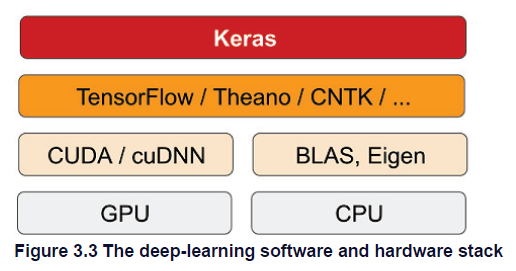 Keras
TensorFlow / Theano / CNTK / ...
CUDA / cuDNN
BLAS, Eigen
GPU
CPU
Figure 3.3 The deep-learning software and hardware stack